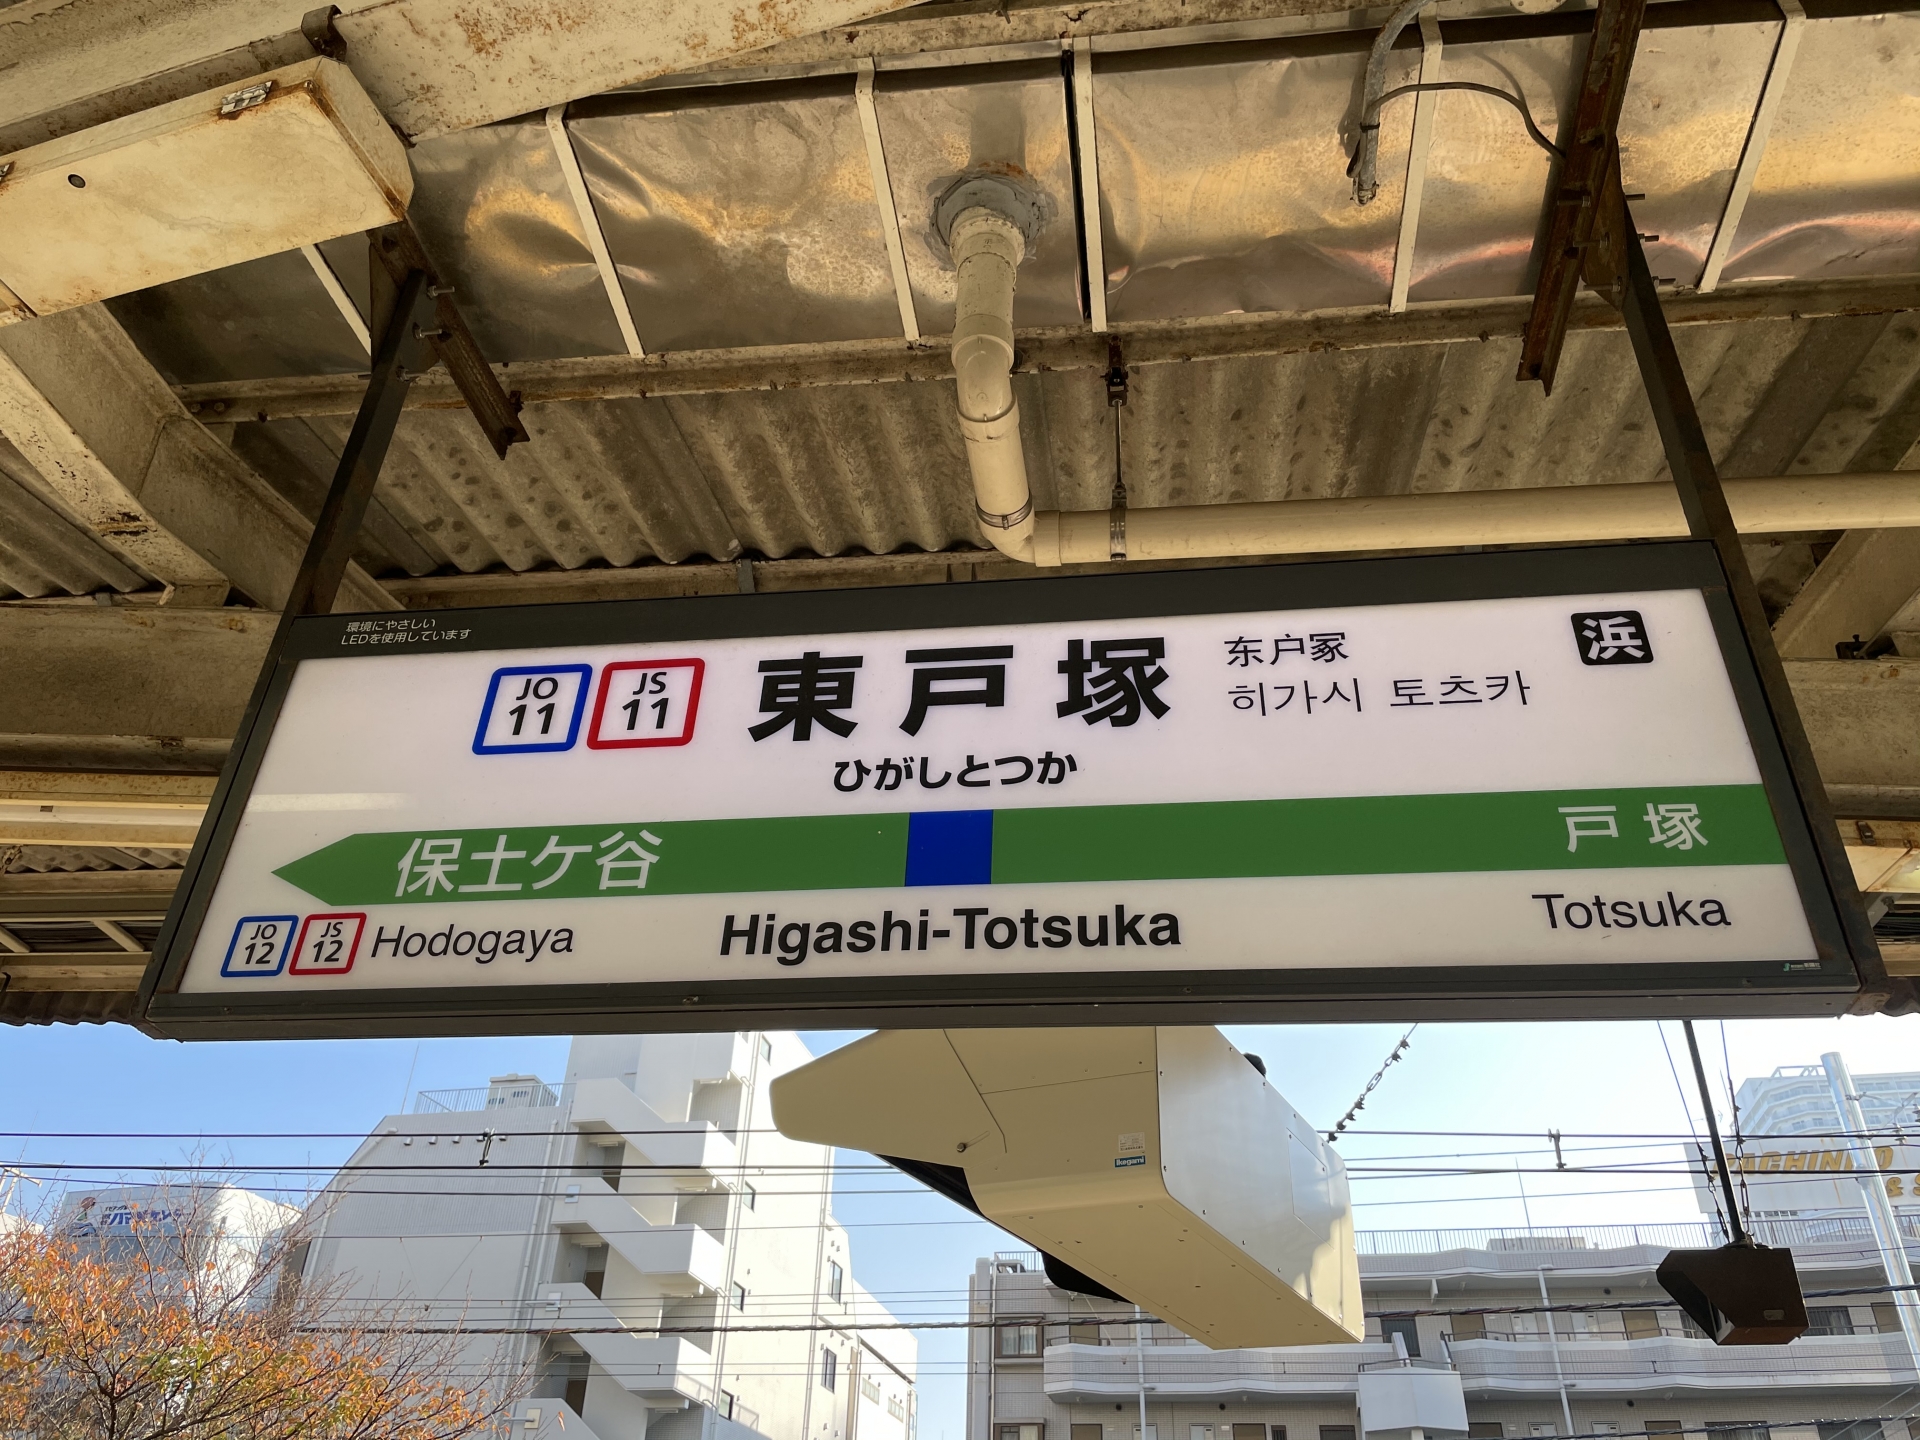 環境にやさしい
LEDを使用しています
JO
11
JS
11
東戸塚
ひがしとつか
东户冢
히가시 토츠카
浜
保土ケ谷
戸塚
JO
12
JS
12
Hodogaya
Higashi-Totsuka
Totsuka
Ikegami